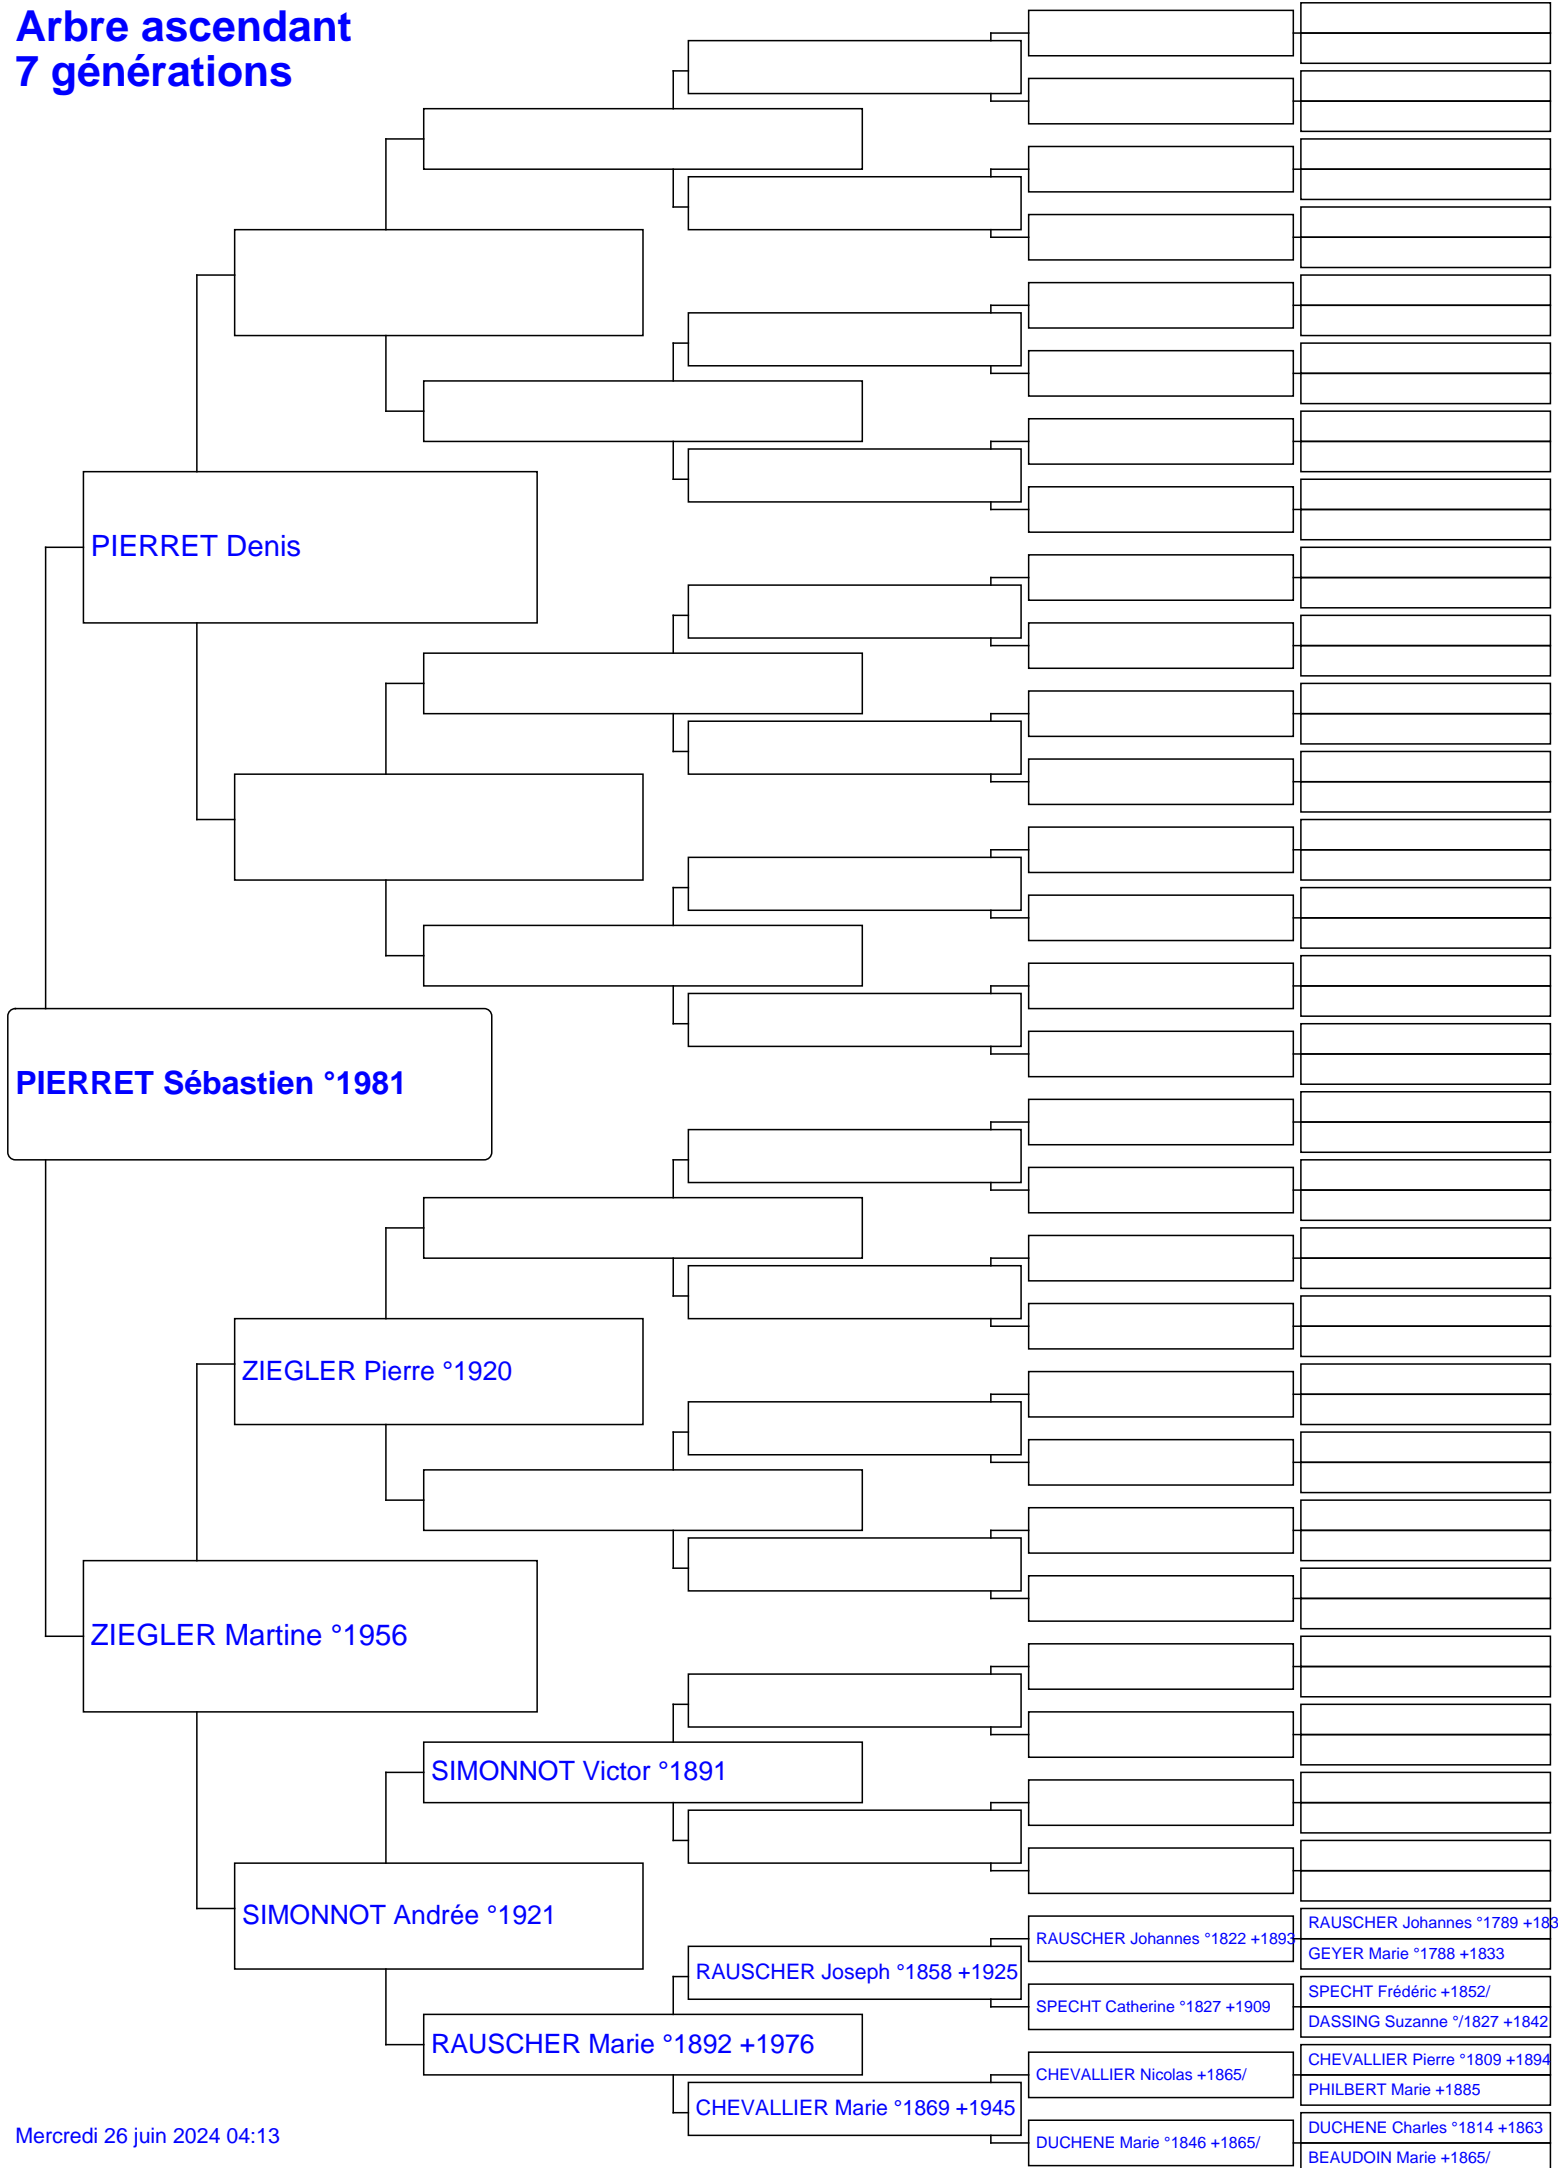 Arbre ascendant
7 générations
PIERRET Denis
PIERRET Sébastien °1981
ZIEGLER Pierre °1920
ZIEGLER Martine °1956
SIMONNOT Victor °1891
SIMONNOT Andrée °1921
RAUSCHER Marie °1892 +1976
RAUSCHER Joseph °1858 +1925
CHEVALLIER Marie °1869 +1945
RAUSCHER Johannes °1822 +1893
SPECHT Catherine °1827 +1909
CHEVALLIER Nicolas +1865/
DUCHENE Marie °1846 +1865/
RAUSCHER Johannes °1789 +183
GEYER Marie °1788 +1833
SPECHT Frédéric +1852/
DASSING Suzanne °/1827 +1842
CHEVALLIER Pierre °1809 +1894
PHILBERT Marie +1885
DUCHENE Charles °1814 +1863
BEAUDOIN Marie +1865/
Mercredi 26 juin 2024 04:13